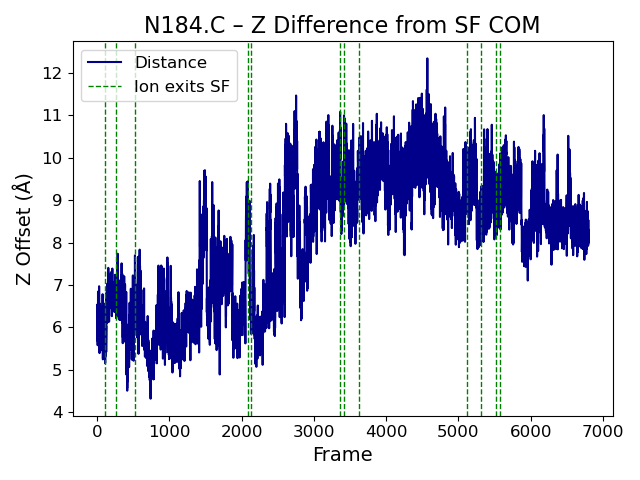 N184.C – Z Difference from SF COM
Distance
Ion exits SF
Z Offset (Å)
12
11
10
9
8
7
6
5
4
0 1000 2000 3000 4000 5000 6000 7000
Frame